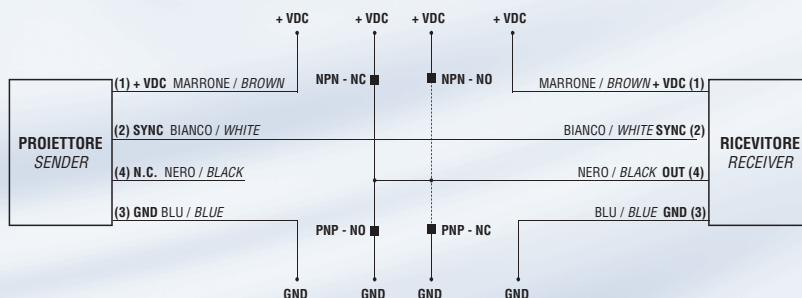 + VDC + VDC + VDC + VDC
(1) + VDC MARRONE / BROWN NPN - NC NPN - NO MARRONE / BROWN + VDC (1)
(2) SYNC BIANCO / WHITE BIANCO / WHITE SYNC (2)
PROIETTORE
SENDER
RICEVITORE
RECEIVER
(4) N.C. NERO / BLACK NERO / BLACK OUT (4)
(3) GND BLU / BLUE PNP - NO PNP - NC BLU / BLUE GND (3)
GND GND GND GND